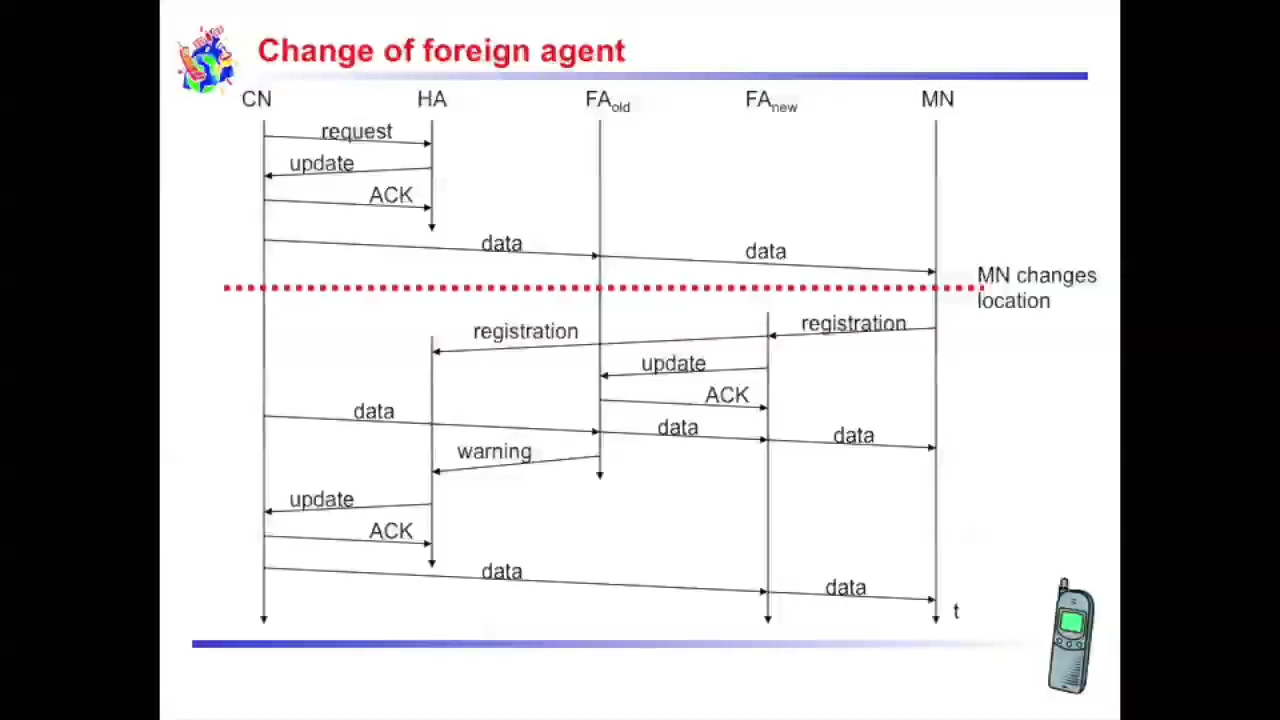 Change of foreign agent
CN HA FAold FAnew MN
request
update
ACK
data
data
MN changes
location
registration
registration
update
ACK
data
data
data
warning
update
ACK
data
data
t